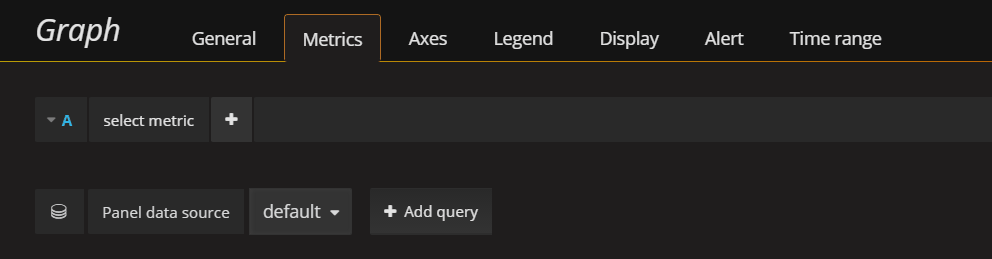 Graph General Metrics Axes Legend Display Alert Time range
A select metric +
Panel data source default + Add query